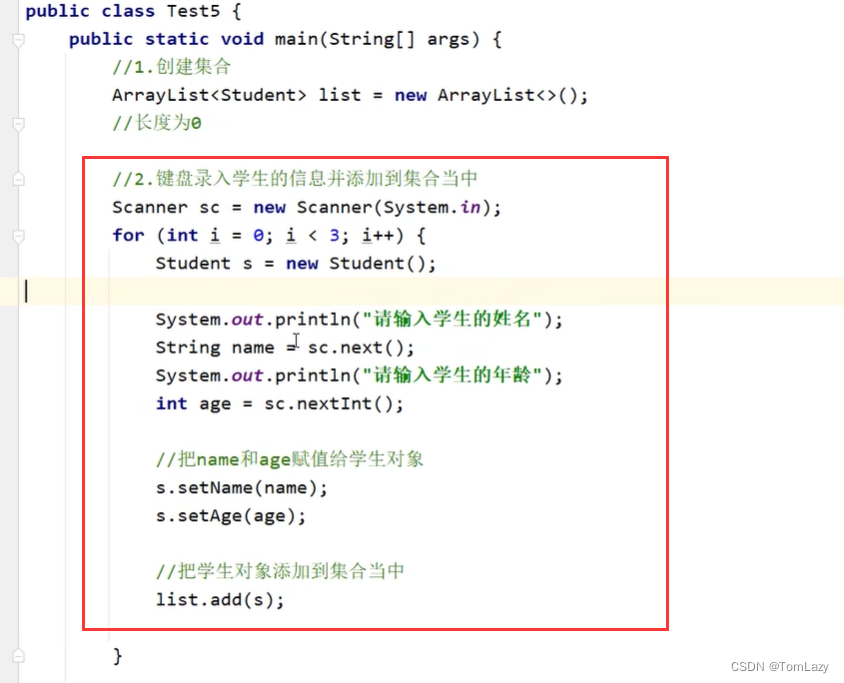 public class Test5 {
public static void main(String[] args) {
//1.创建集合
ArrayList<Student> list = new ArrayList<>();
//长度为0
//2.键盘录入学生的信息并添加到集合当中
Scanner sc = new Scanner(System.in);
for (int i = 0; i < 3; i++) {
Student s = new Student();
System.out.println("请输入学生的姓名");
String name = sc.next();
System.out.println("请输入学生的年龄");
int age = sc.nextInt();
//把name和age赋值给学生对象
s.setName(name);
s.setAge(age);
//把学生对象添加到集合当中
list.add(s);
}
CSDN @TomLazy